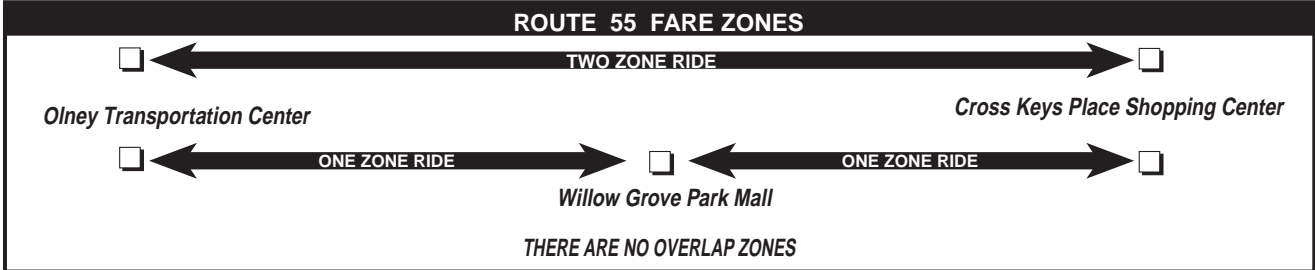 ROUTE 55 FARE ZONES
TWO ZONE RIDE
Olney Transportation Center
Cross Keys Place Shopping Center
ONE ZONE RIDE
ONE ZONE RIDE
Willow Grove Park Mall
THERE ARE NO OVERLAP ZONES